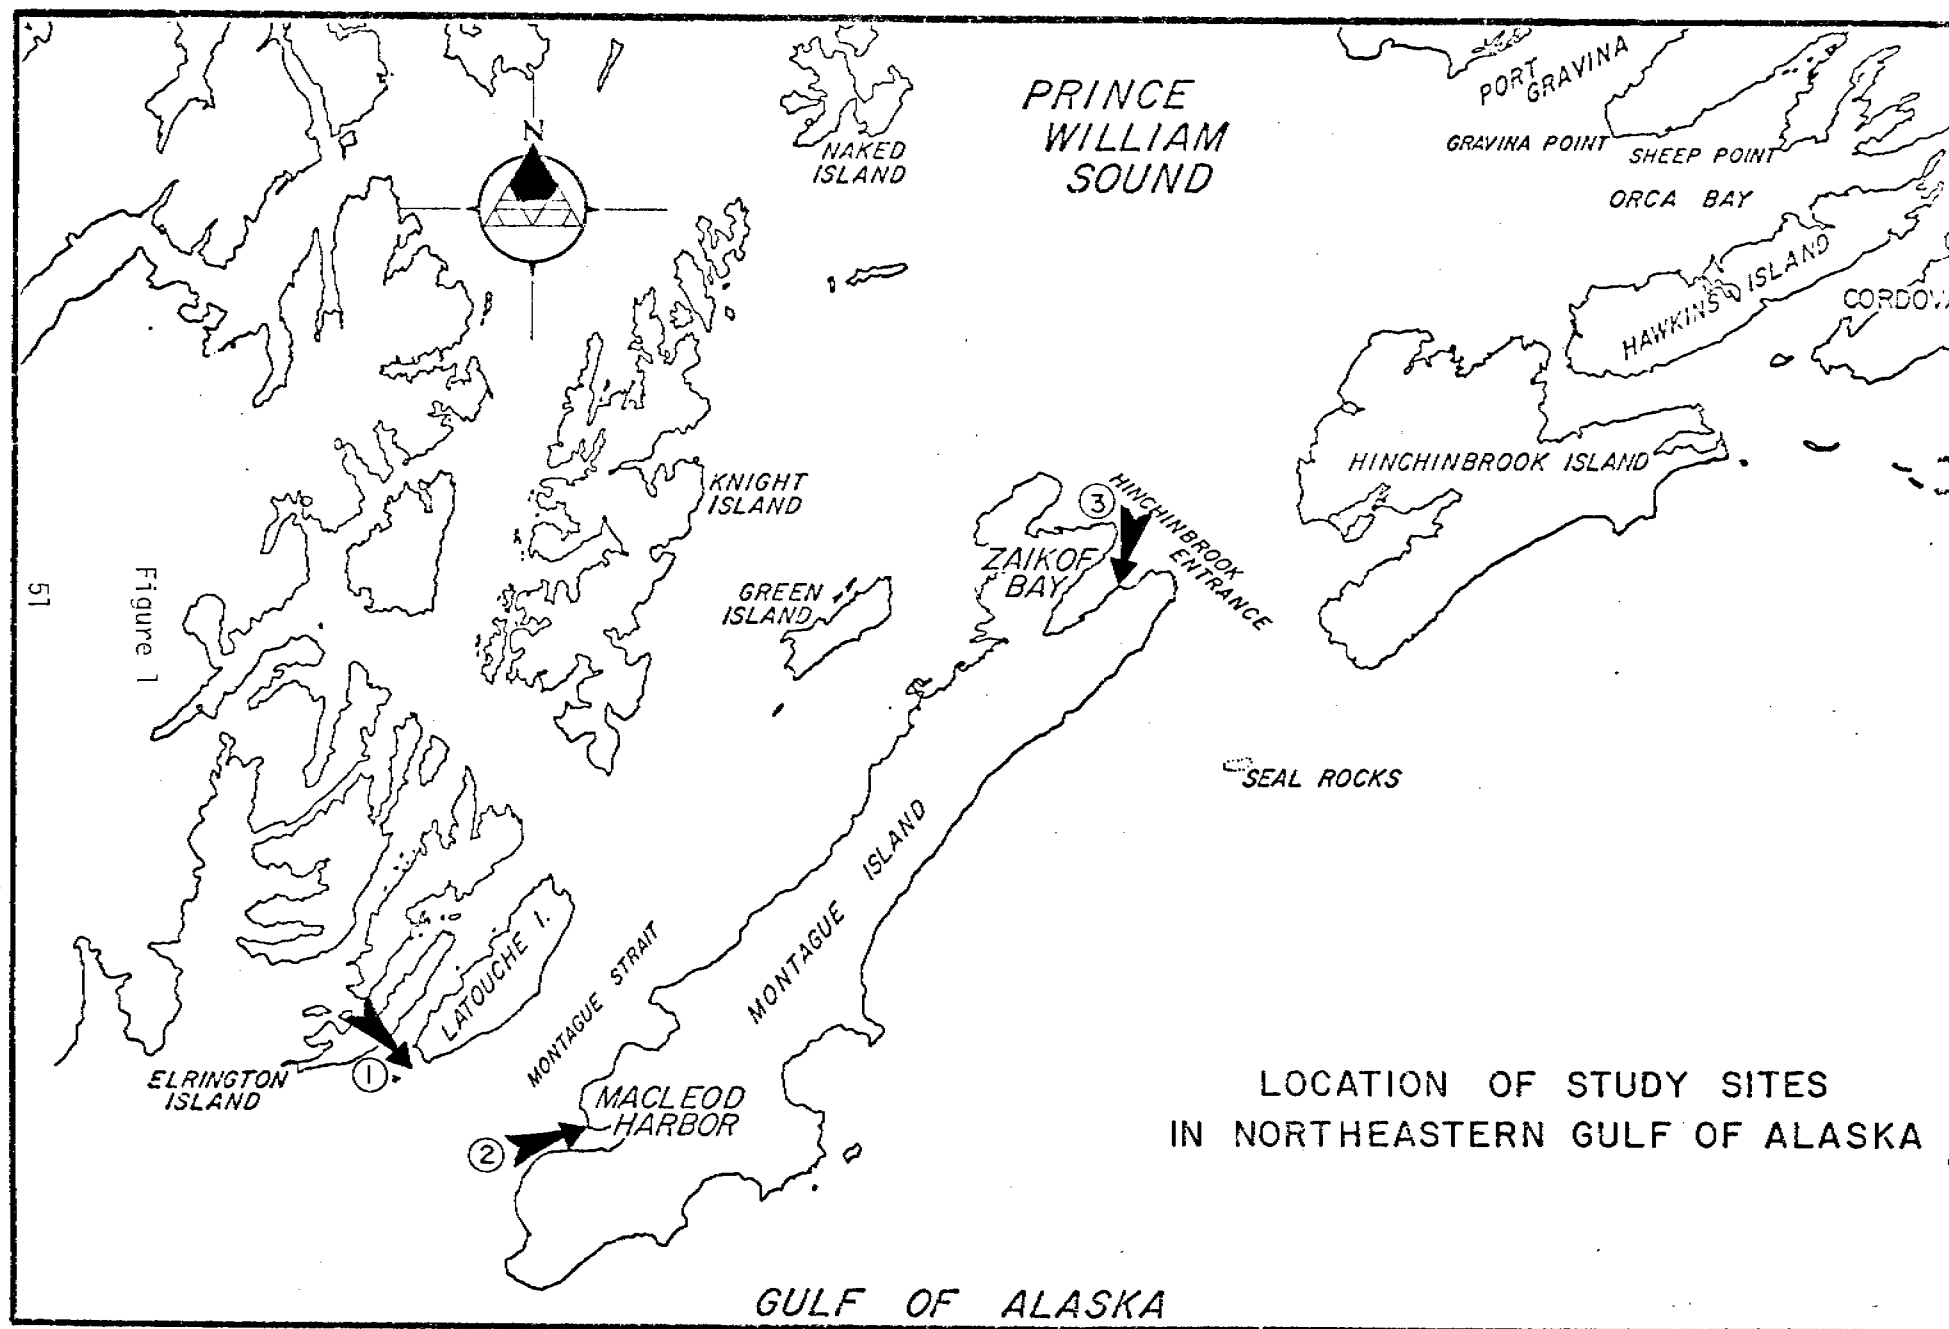 PRINCE
WILLIAM
SOUND
PORT
GRAVINA
GRAVINA POINT
SHEEP POINT
ORCA BAY
N
NAKED
ISLAND
HAWKINS ISLAND
HINCHINBROOK ISLAND
KNIGHT
ISLAND
3
HINCHINBROOK
ENTRANCE
ZAIKOF
BAY
GREEN
ISLAND
SEAL ROCKS
MONTAGUE ISLAND
LATOUCHE I.
MONTAGUE STRAIT
ELRINGTON
ISLAND
1
MACLEOD
HARBOR
2
LOCATION OF STUDY SITES
IN NORTHEASTERN GULF OF ALASKA
GULF OF ALASKA
Figure 1
51